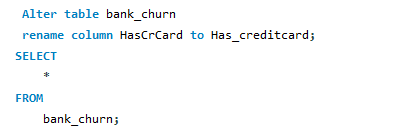 Alter table bank_churn
rename column HasCrCard to Has_creditcard;
SELECT
*
FROM
bank_churn;